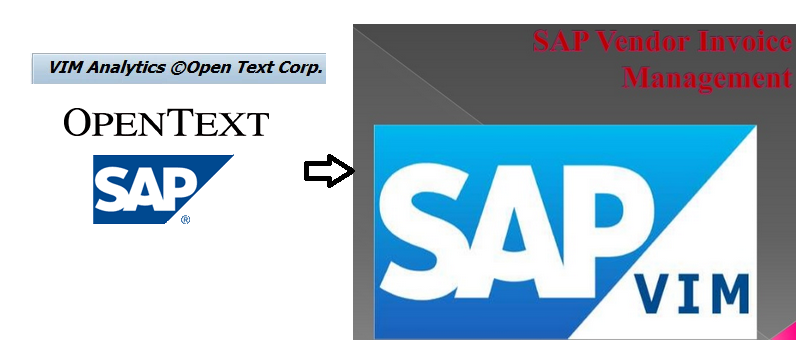 VIM Analytics ©Open Text Corp.
OPENTEXT
SAP
®
SAP Vendor Invoice
Management
SAP
VIM